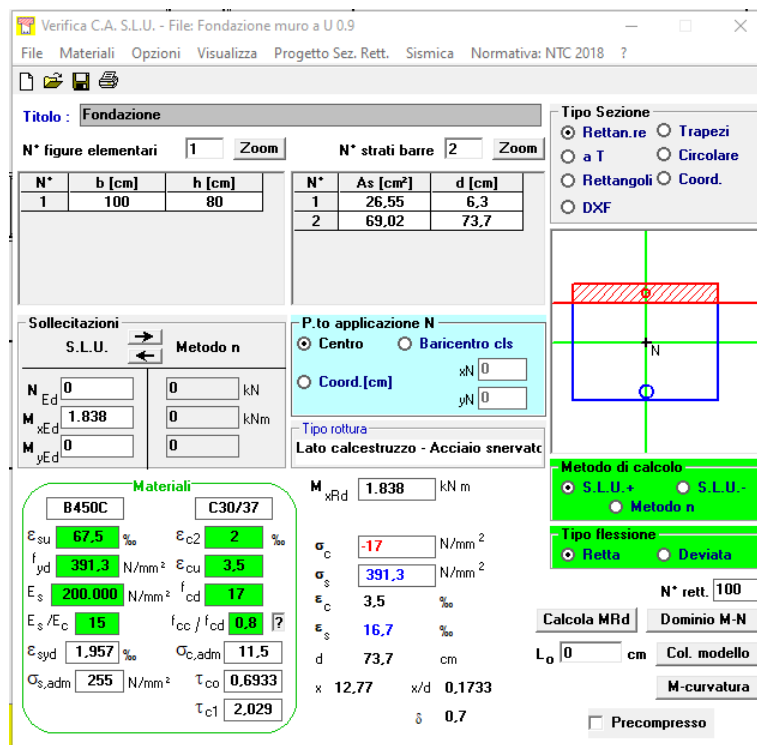 Verifica C.A. S.L.U. - File: Fondazione muro a U 0.9
File Materiali Opzioni Visualizza Progetto Sez. Rett. Sismica Normativa: NTC 2018 ?
Titolo : Fondazione
N° figure elementari 1 Zoom
N° strati barre 2 Zoom
N° b [cm] h [cm]
1 100 80
N° As [cm²] d [cm]
1 26,55 6,3
2 69,02 73,7
Tipo Sezione
Rettan.re Trapezi
a T Circolare
Rettangoli Coord.
DXF
N
Sollecitazioni
S.L.U. Metodo n
N Ed 0 0 kN
M xEd 1.838 0 kNm
M yEd 0 0
P.to applicazione N
Centro Baricentro cls
Coord.[cm] xN 0
yN 0
Tipo rottura
Lato calcestruzzo - Acciaio snervato
Metodo di calcolo
S.L.U.+ S.L.U.-
Metodo n
Tipo flessione
Retta Deviata
N° rett. 100
Calcola MRd Dominio M-N
L₀ 0 cm Col. modello
M-curvatura
Precompresso
Materiali
B450C C30/37
εsu 67,5 ‰ εc2 2 ‰
fyd 391,3 N/mm² εcu 3,5
Es 200.000 N/mm² fcd 17
Es/Ec 15 fcc / fcd 0,8 ?
εsyd 1,957 ‰ σc,adm 11,5
σs,adm 255 N/mm² τco 0,6933
τc1 2,029
M xRd 1.838 kN m
σc -17 N/mm²
σs 391,3 N/mm²
εc 3,5 ‰
εs 16,7 ‰
d 73,7 cm
x 12,77 x/d 0,1733
δ 0,7